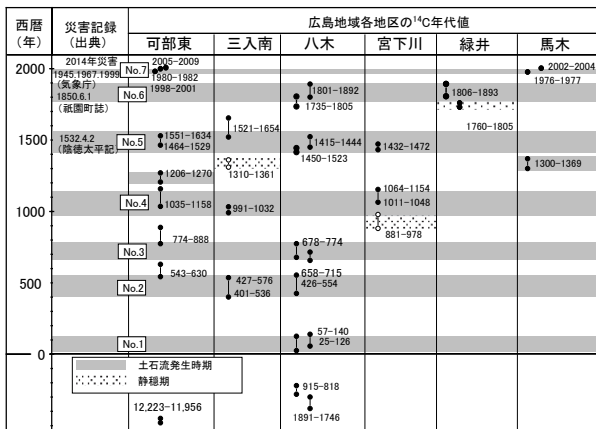 西暦
(年)
災害記録
(出典)
広島地域各地区の¹⁴C年代値
可部東
三入南
八木
宮下川
緑井
馬木
2014年災害
1945,1967,1999
(気象庁)
1850.6.1
(祇園町誌)
1532.4.2
(陰徳太平記)
2000
1500
1000
500
0
No.7
No.6
No.5
No.4
No.3
No.2
No.1
2005-2009
1980-1982
1998-2001
1551-1634
1464-1529
1206-1270
1035-1158
774-888
543-630
12,223-11,956
1521-1654
1310-1361
991-1032
427-576
401-536
1801-1892
1735-1805
1415-1444
1450-1523
678-774
658-715
426-554
57-140
25-126
915-818
1891-1746
1432-1472
1064-1154
1011-1048
881-978
1806-1893
1760-1805
2002-2004
1976-1977
1300-1369
土石流発生時期
静穏期